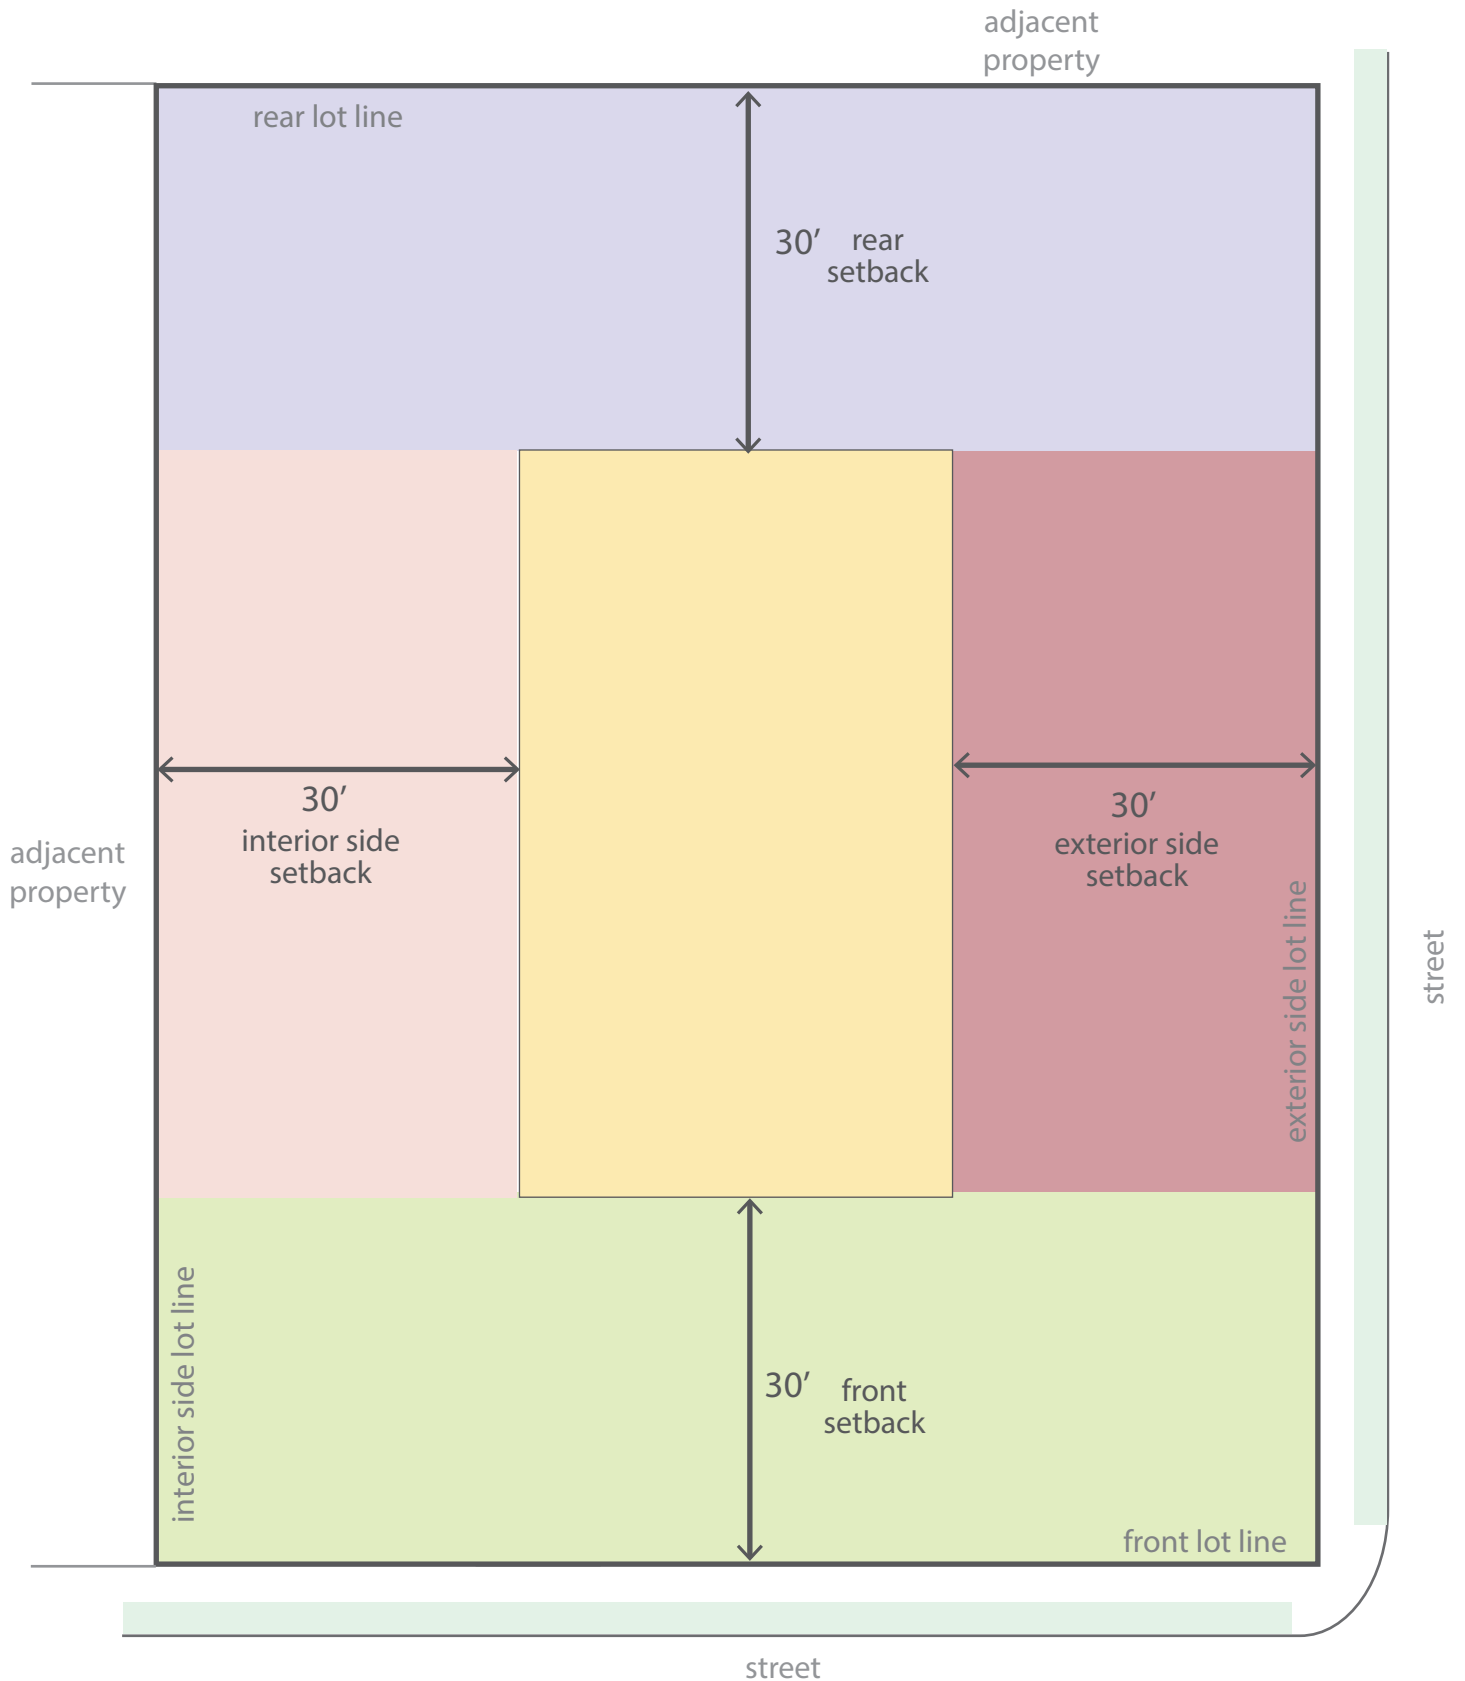 adjacent
property
rear lot line
30’ rear
setback
30’
interior side
setback
30’
exterior side
setback
adjacent
property
exterior side lot line
street
interior side lot line
30’ front
setback
front lot line
street